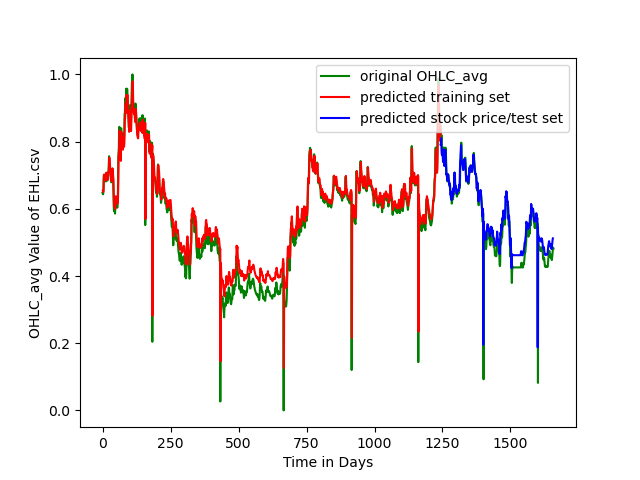 original OHLC_avg
predicted training set
predicted stock price/test set
OHLC_avg Value of EHL.csv
1.0
0.8
0.6
0.4
0.2
0.0
0 250 500 750 1000 1250 1500
Time in Days